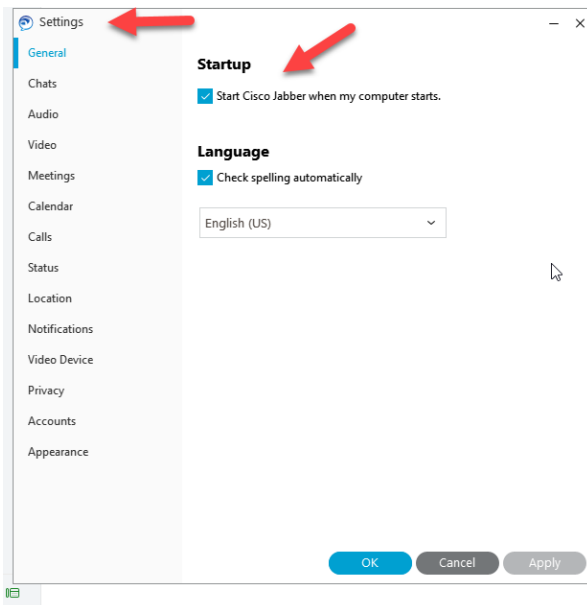 Settings
General
Chats
Audio
Video
Meetings
Calendar
Calls
Status
Location
Notifications
Video Device
Privacy
Accounts
Appearance
Startup
Start Cisco Jabber when my computer starts.
Language
Check spelling automatically
English (US)
OK
Cancel
Apply